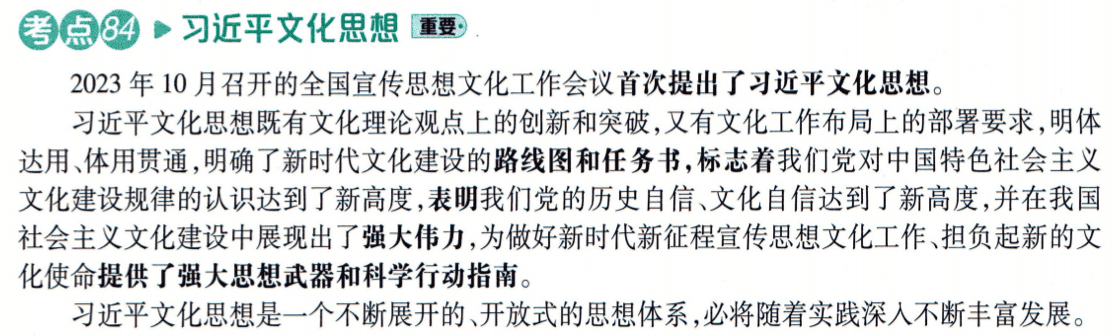 考点84 ▶ 习近平文化思想 重要
2023 年 10 月召开的全国宣传思想文化工作会议首次提出了习近平文化思想。
习近平文化思想既有文化理论观点上的创新和突破,又有文化工作布局上的部署要求,明体
达用、体用贯通,明确了新时代文化建设的路线图和任务书,标志着我们党对中国特色社会主义
文化建设规律的认识达到了新高度,表明我们党的历史自信、文化自信达到了新高度,并在我国
社会主义文化建设中展现出了强大伟力,为做好新时代新征程宣传思想文化工作、担负起新的文
化使命提供了强大思想武器和科学行动指南。
习近平文化思想是一个不断展开的、开放式的思想体系,必将随着实践深入不断丰富发展。